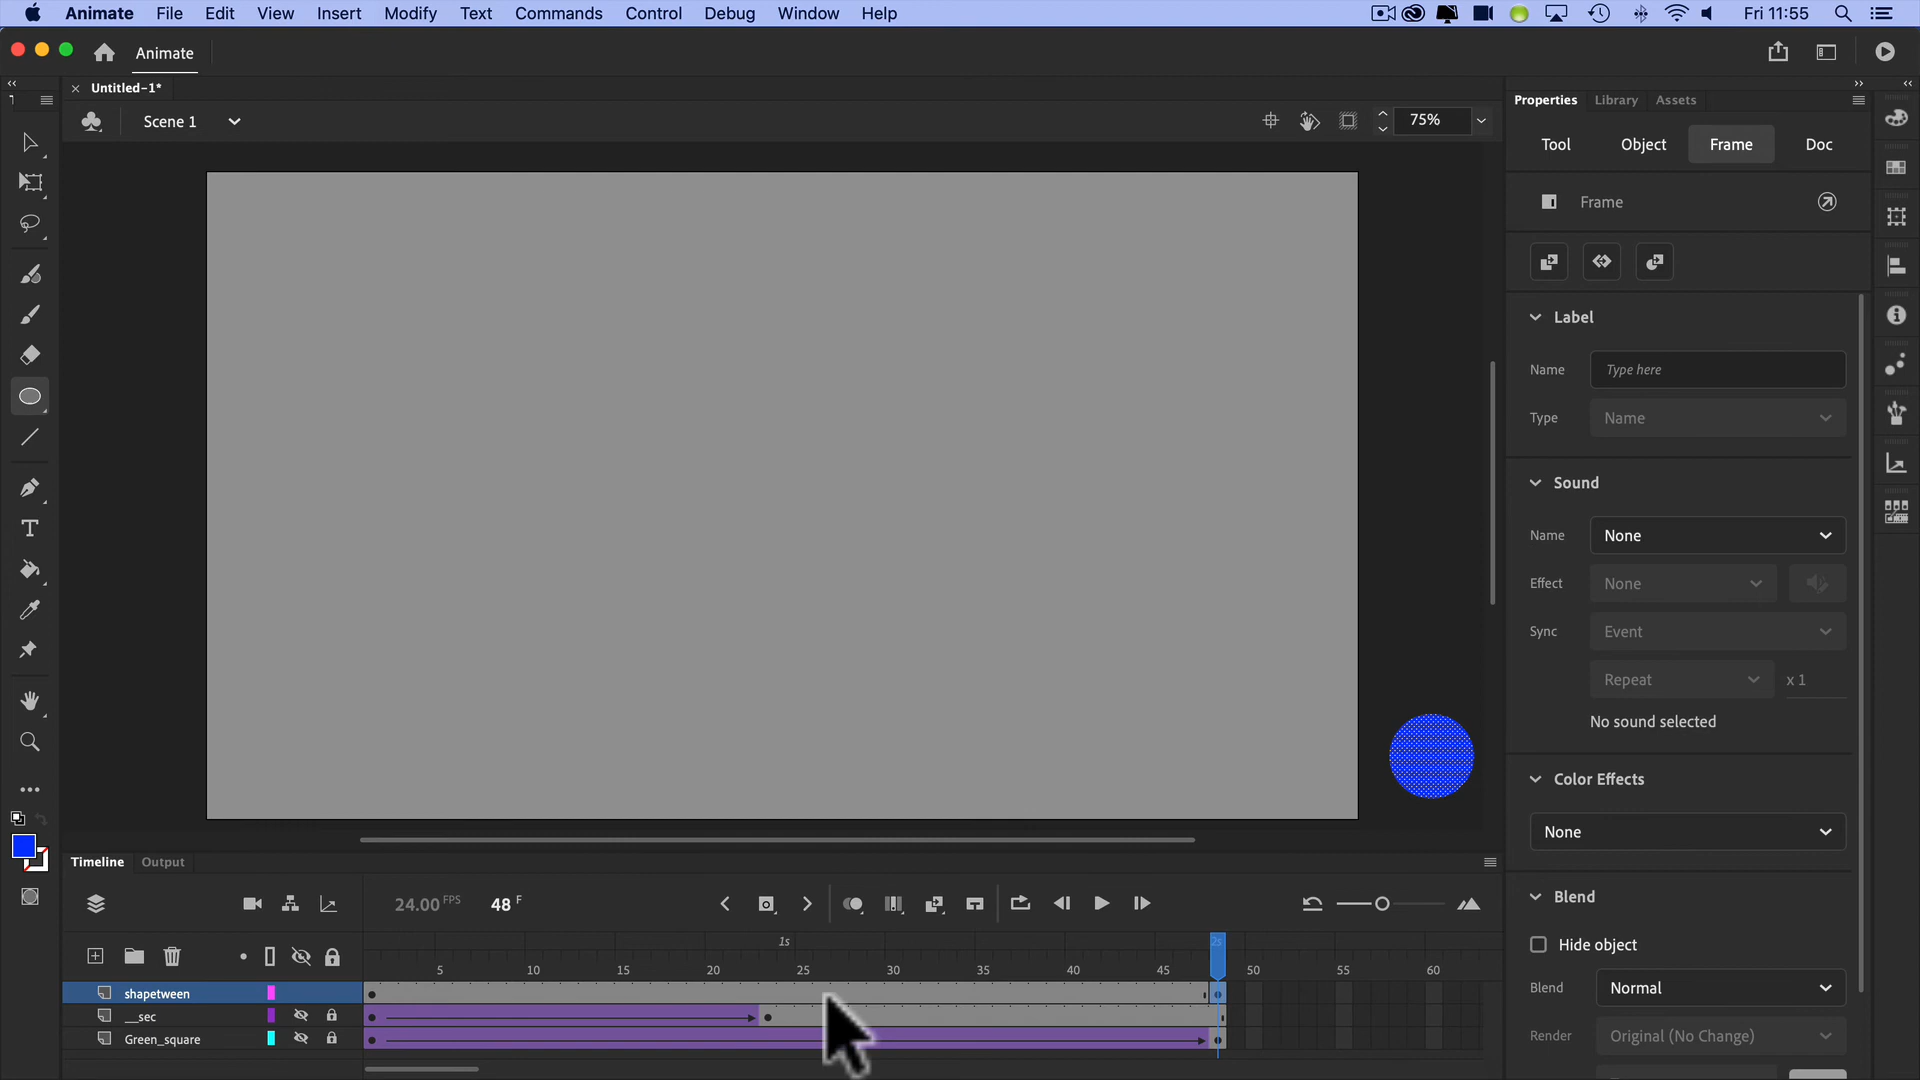 Animate File Edit View Insert Modify Text Commands Control Debug Window Help Fri 11:55
Animate
Untitled-1*
Scene 1 75%
Properties Library Assets
Tool Object Frame Doc
Frame
Label
Name Type here
Type Name
Sound
Name None
Effect None
Sync Event
Repeat x 1
No sound selected
Color Effects
None
Blend
Hide object
Blend Normal
Render Original (No Change)
Timeline Output
24.00 FPS 48 F
1s 2s
5 10 15 20 25 30 35 40 45 50 55 60
shapetween
__sec
Green_square